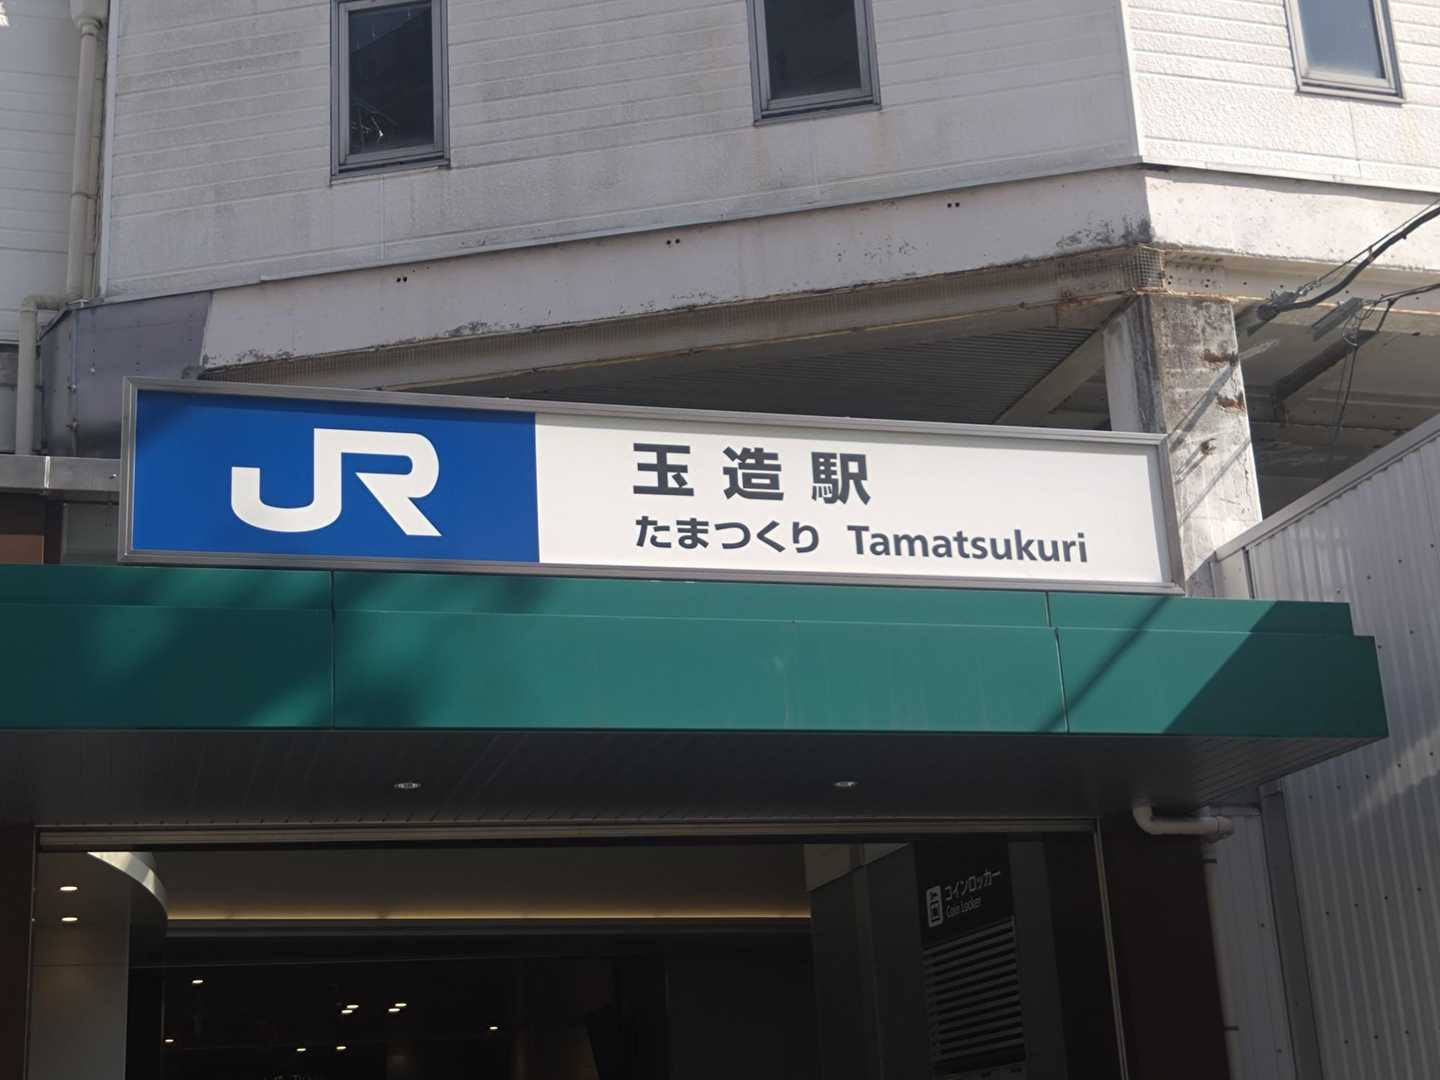 JR
玉造駅
たまつくり Tamatsukuri
コインロッカー
Coin Locker